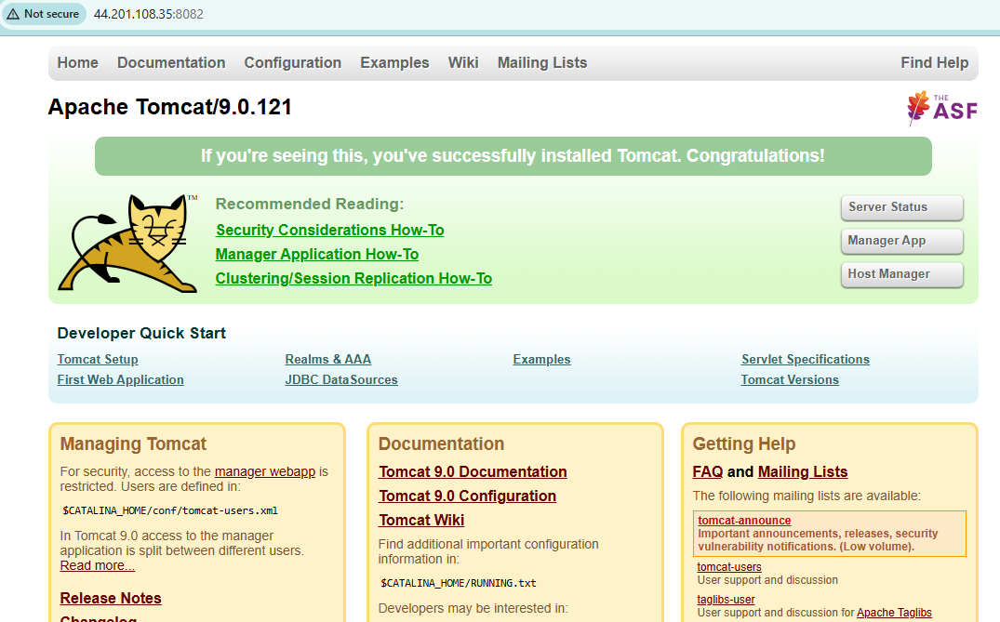 Not secure 44.201.108.35:8082
Home Documentation Configuration Examples Wiki Mailing Lists Find Help
Apache Tomcat/9.0.121
THE
ASF
If you're seeing this, you've successfully installed Tomcat. Congratulations!
TM
Recommended Reading:
Security Considerations How-To
Manager Application How-To
Clustering/Session Replication How-To
Server Status
Manager App
Host Manager
Developer Quick Start
Tomcat Setup
First Web Application
Realms & AAA
JDBC DataSources
Examples
Servlet Specifications
Tomcat Versions
Managing Tomcat
For security, access to the manager webapp is
restricted. Users are defined in:
$CATALINA_HOME/conf/tomcat-users.xml
In Tomcat 9.0 access to the manager
application is split between different users.
Read more...
Release Notes
Changelog
Documentation
Tomcat 9.0 Documentation
Tomcat 9.0 Configuration
Tomcat Wiki
Find additional important configuration
information in:
$CATALINA_HOME/RUNNING.txt
Developers may be interested in:
Getting Help
FAQ and Mailing Lists
The following mailing lists are available:
tomcat-announce
Important announcements, releases, security
vulnerability notifications. (Low volume).
tomcat-users
User support and discussion
taglibs-user
User support and discussion for Apache Taglibs